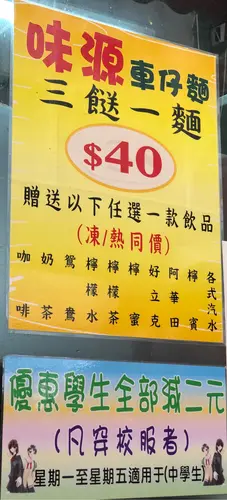 味源車仔麵
三餸一麵
$40
贈送以下任選一款飲品
(凍/熱同價)
咖啡
奶茶
鴛鴦
檸檬水
檸檬茶
檸蜜
好立克
阿華田
檸賓
各式汽水
優惠學生全部減二元
(凡穿校服者)
星期一至星期五適用于(中學生)